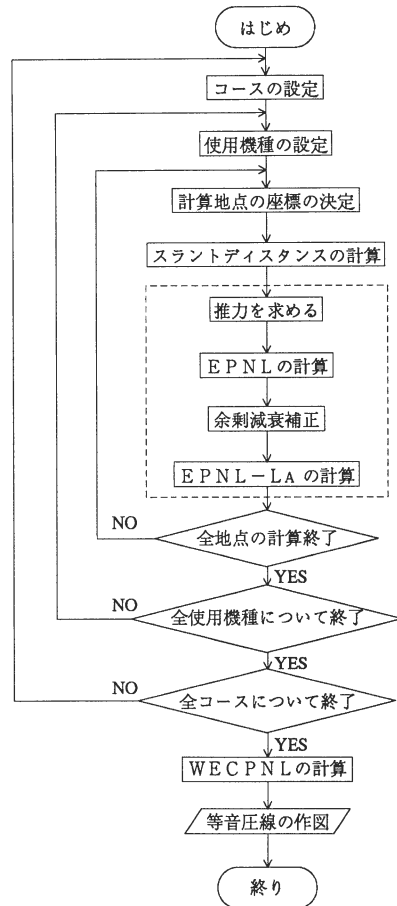 はじめ
コースの設定
使用機種の設定
計算地点の座標の決定
スラントディスタンスの計算
推力を求める
EPNLの計算
余剰減衰補正
EPNL－LAの計算
NO
全地点の計算終了
YES
NO
全使用機種について終了
YES
NO
全コースについて終了
YES
WECPNLの計算
等音圧線の作図
終り